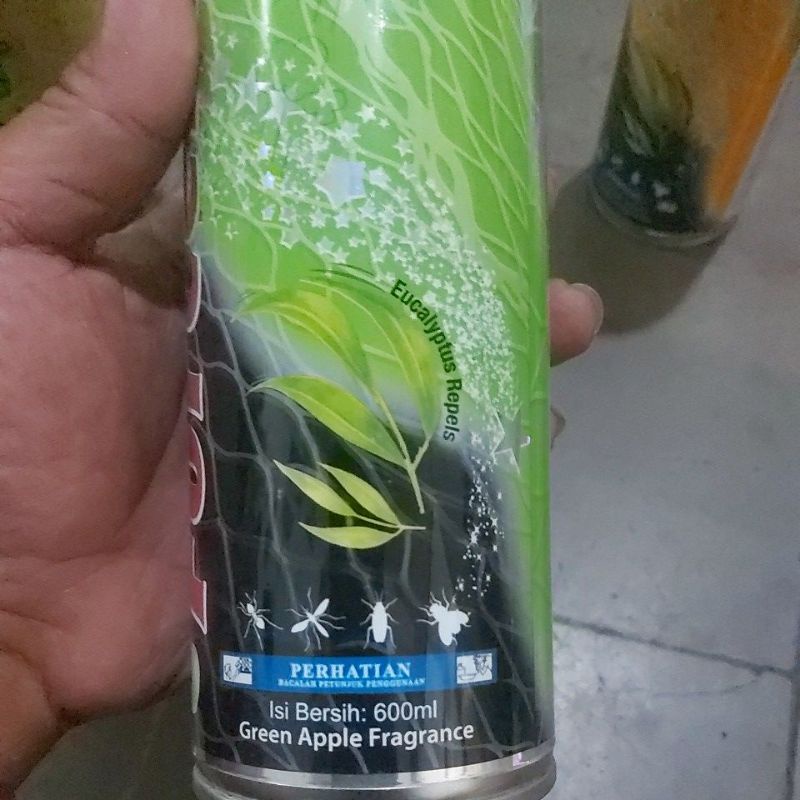 Eucalyptus Repels
PERHATIAN
BACALAH PETUNJUK PENGGUNAAN
Isi Bersih: 600ml
Green Apple Fragrance